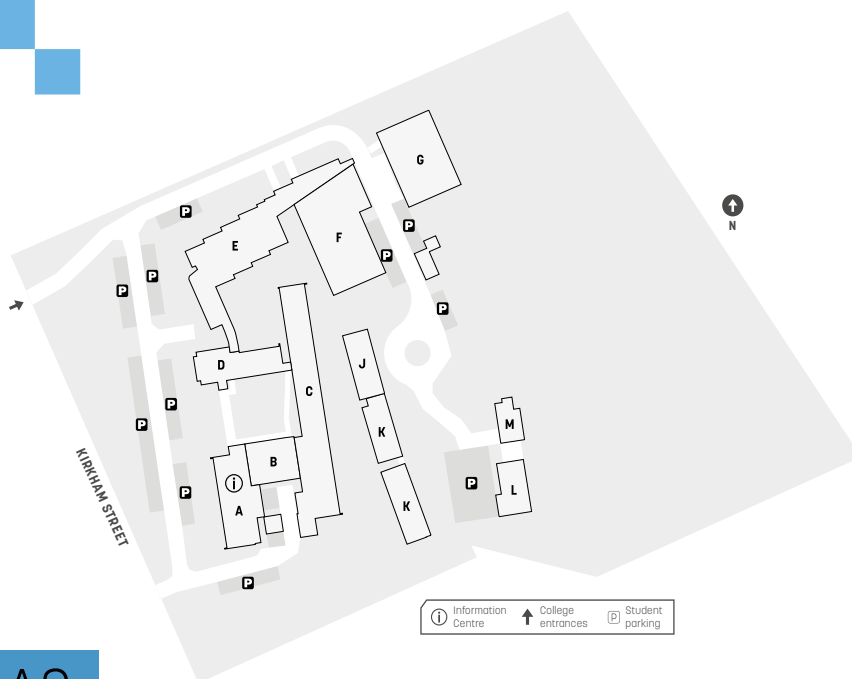 G
P
N
P
F
E
P
P
P
P
P
J
D
C
P
M
P
K
KIRKHAM STREET
B
i
P
L
P
K
A
P
i Information Centre
College entrances
P Student parking